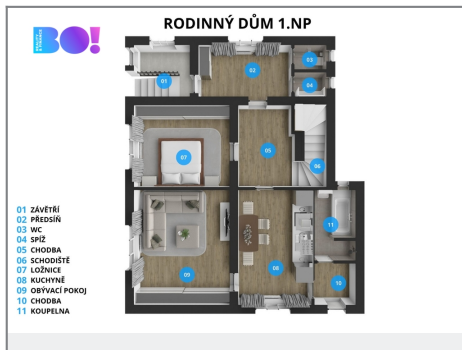 BO!
RODINNÝ DŮM 1.NP
01
02
03
04
05
06
07
08
09
10
11
01 ZÁVĚTŘÍ
02 PŘEDSÍŇ
03 WC
04 SPÍŽ
05 CHODBA
06 SCHODIŠTĚ
07 LOŽNICE
08 KUCHYNĚ
09 OBÝVACÍ POKOJ
10 CHODBA
11 KOUPELNA